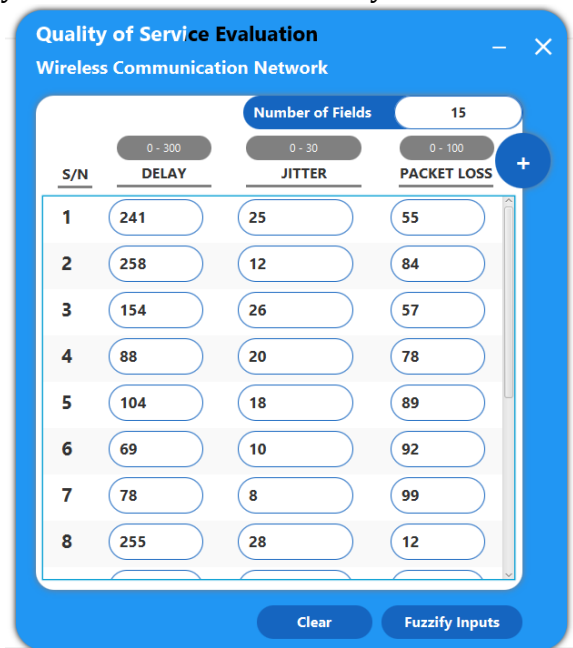 Quality of Service Evaluation
Wireless Communication Network
Number of Fields 15
0 - 300 0 - 30 0 - 100
S/N DELAY JITTER PACKET LOSS
+
1 241 25 55
2 258 12 84
3 154 26 57
4 88 20 78
5 104 18 89
6 69 10 92
7 78 8 99
8 255 28 12
Clear Fuzzify Inputs